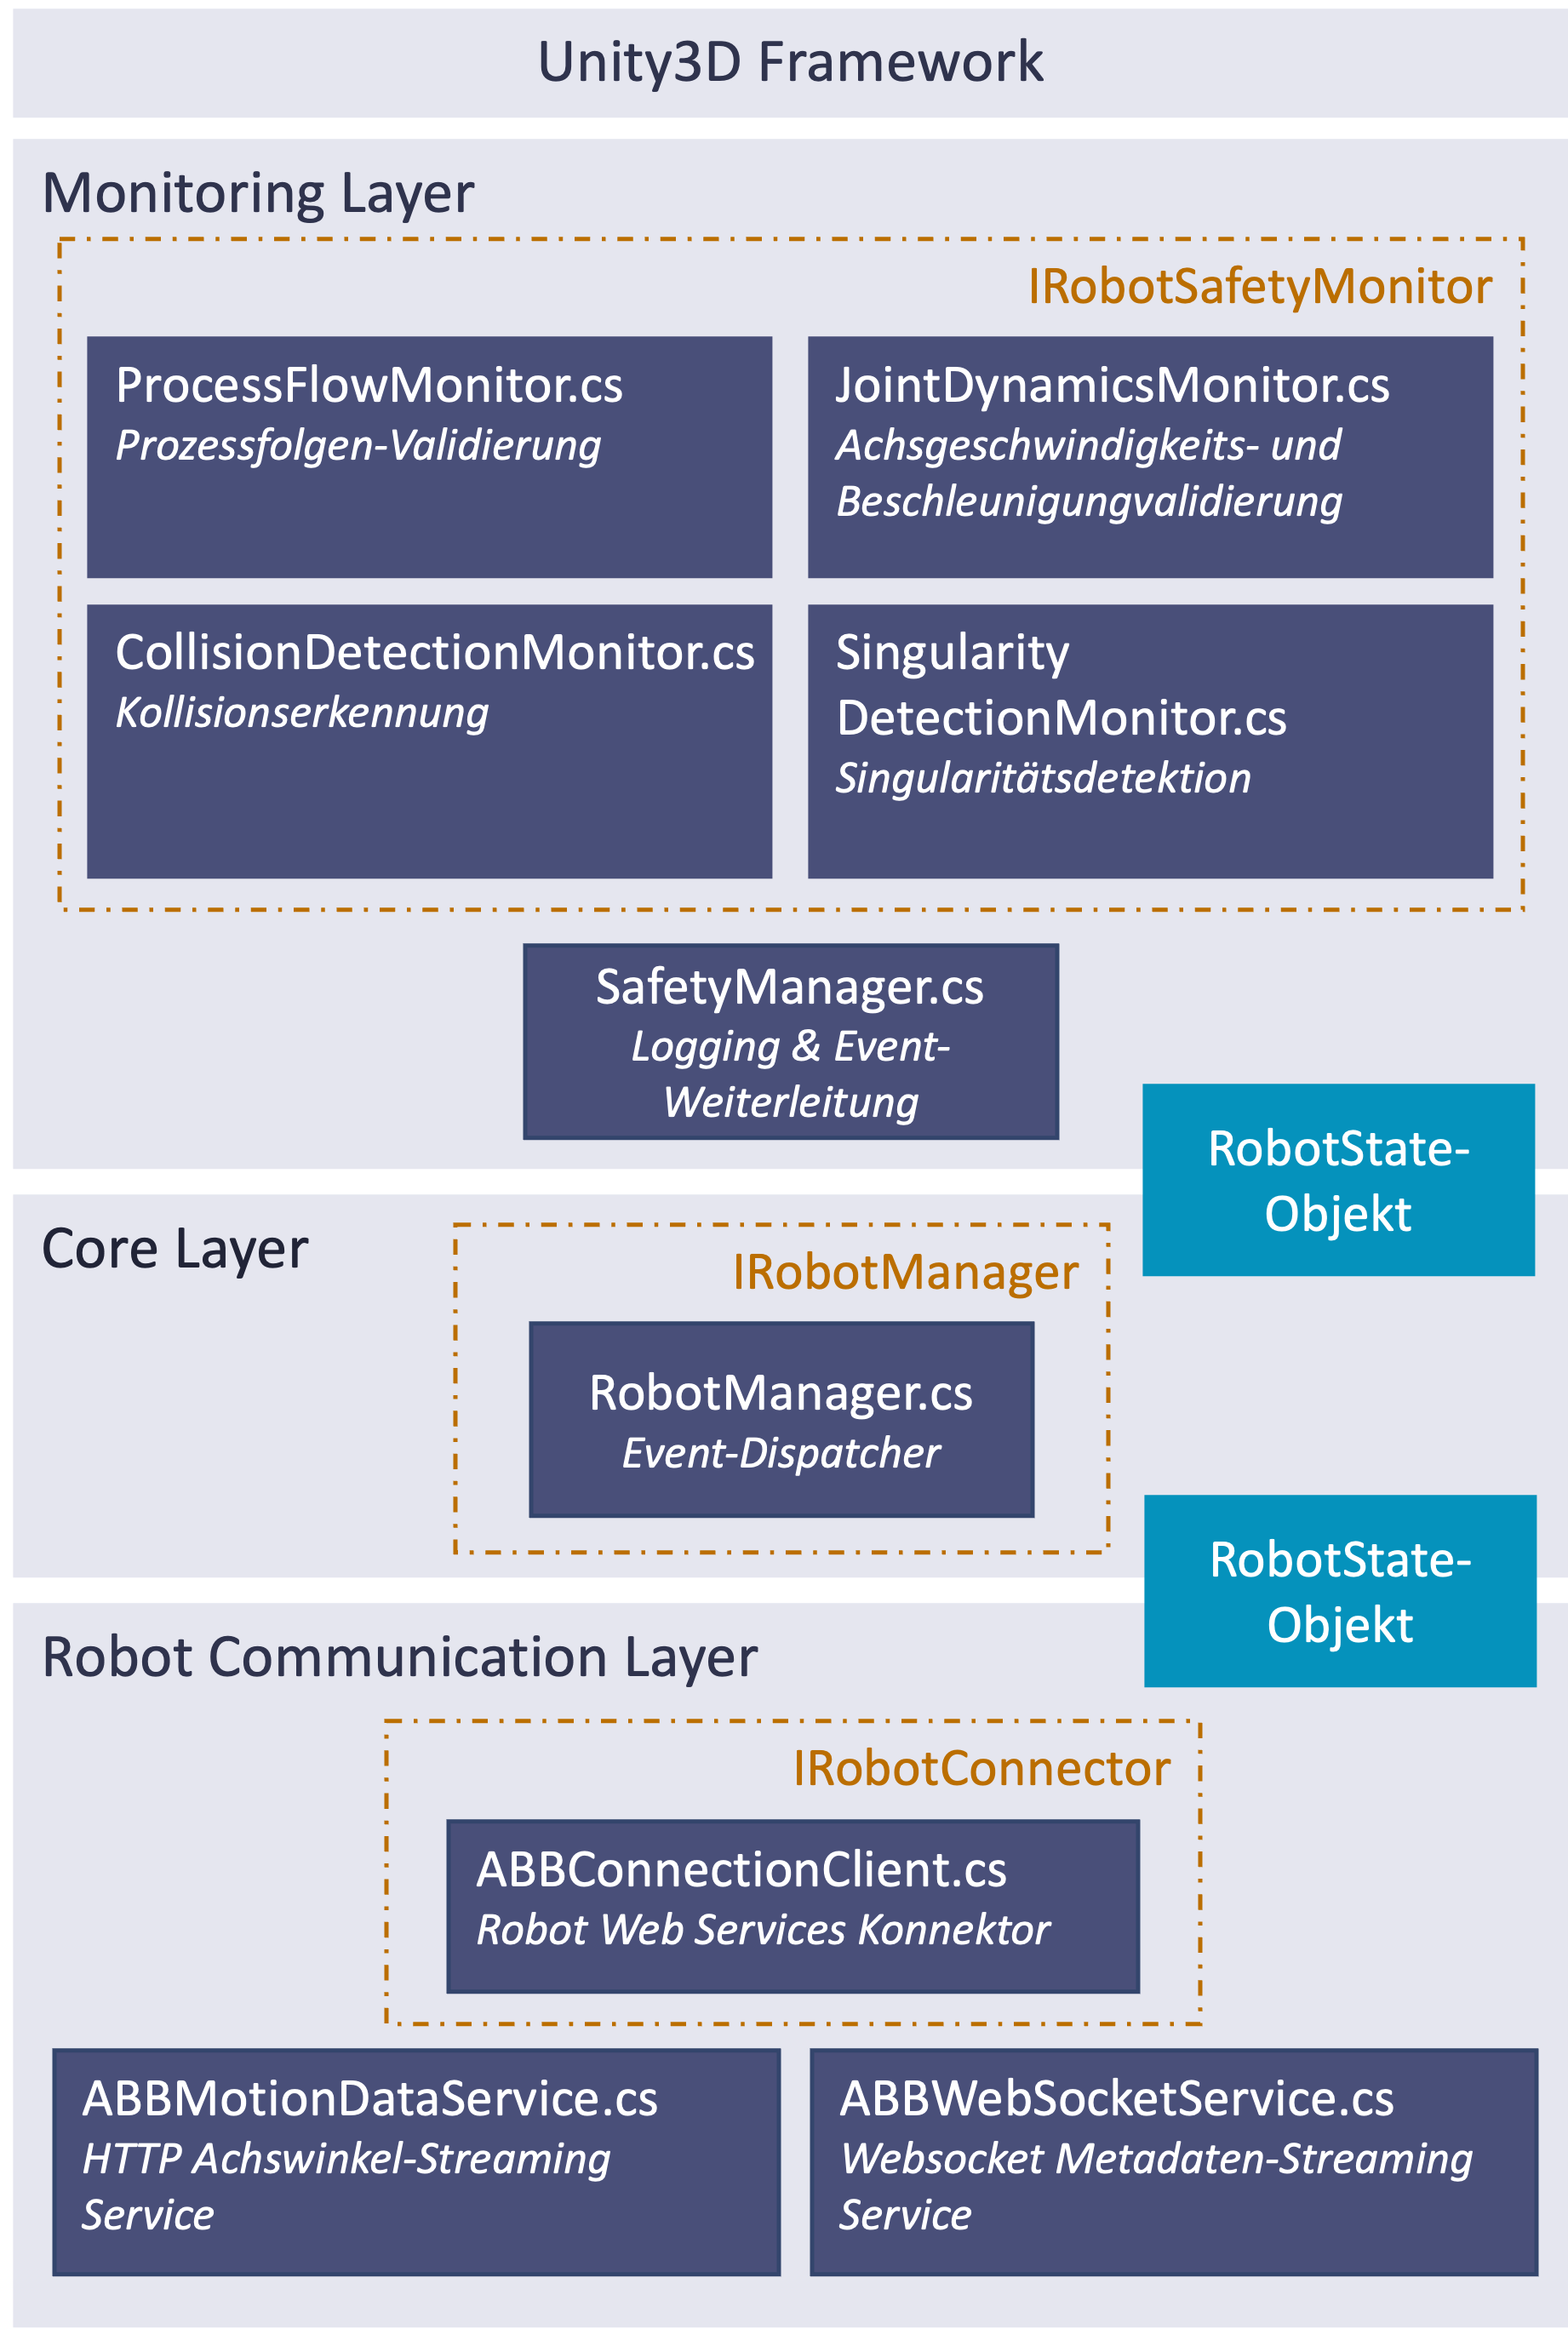 Unity3D Framework
Monitoring Layer
IRobotSafetyMonitor
ProcessFlowMonitor.cs
Prozessfolgen-Validierung
JointDynamicsMonitor.cs
Achsgeschwindigkeits- und
Beschleunigungvalidierung
CollisionDetectionMonitor.cs
Kollisionserkennung
Singularity
DetectionMonitor.cs
Singularitätsdetektion
SafetyManager.cs
Logging & Event-
Weiterleitung
RobotState-
Objekt
Core Layer
IRobotManager
RobotManager.cs
Event-Dispatcher
RobotState-
Objekt
Robot Communication Layer
IRobotConnector
ABBConnectionClient.cs
Robot Web Services Konnektor
ABBMotionDataService.cs
HTTP Achswinkel-Streaming
Service
ABBWebSocketService.cs
Websocket Metadaten-Streaming
Service